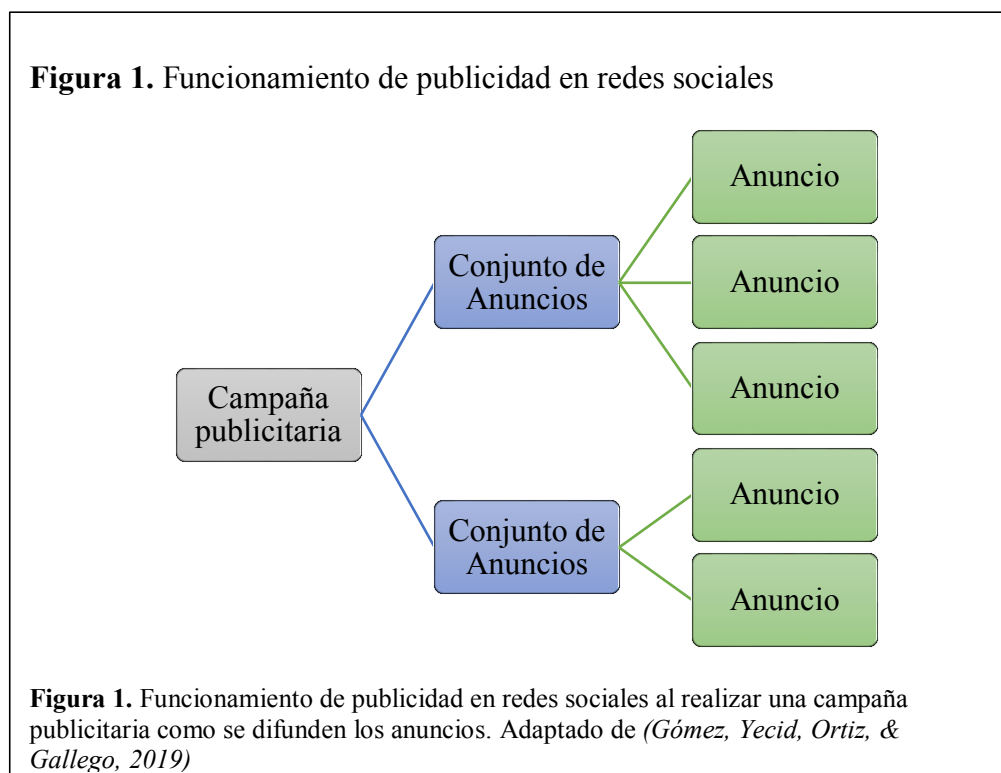 Figura 1. Funcionamiento de publicidad en redes sociales
Anuncio
Conjunto de
Anuncios
Anuncio
Anuncio
Campaña
publicitaria
Conjunto de
Anuncios
Anuncio
Anuncio
Figura 1. Funcionamiento de publicidad en redes sociales al realizar una campaña
publicitaria como se difunden los anuncios. Adaptado de (Gómez, Yecid, Ortiz, &
Gallego, 2019)